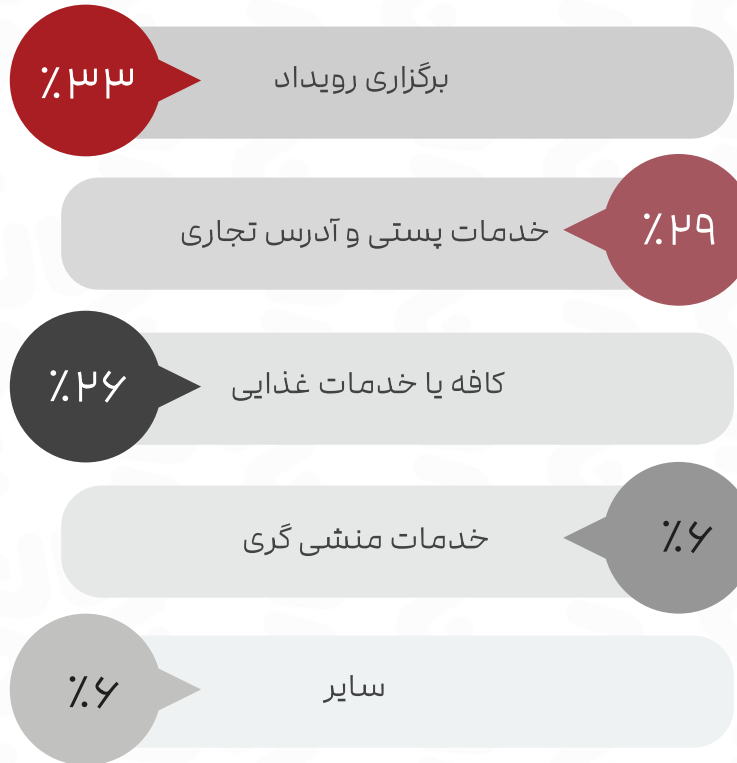 برگزاری رویداد
٪۳۳
خدمات پستی و آدرس تجاری
٪۲۹
کافه یا خدمات غذایی
٪۲۶
خدمات منشی گری
٪۶
سایر
٪۶